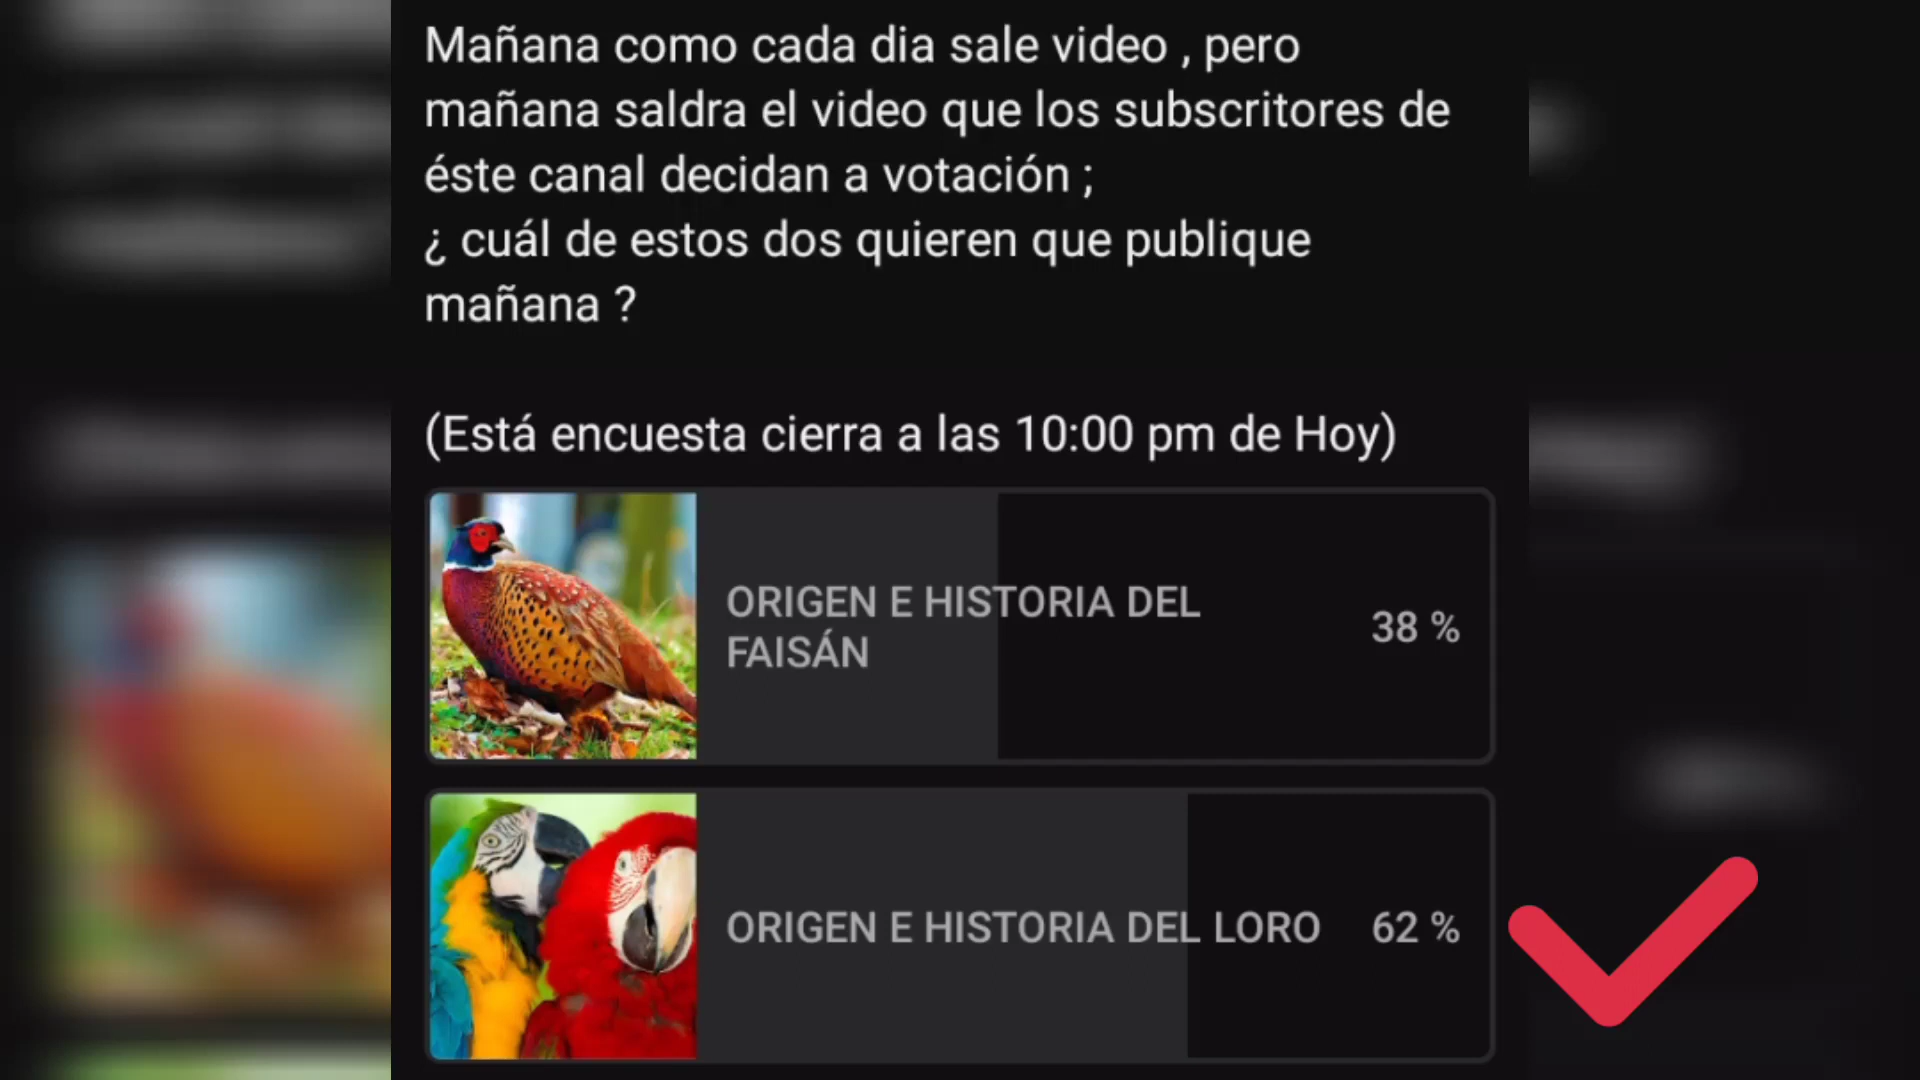 Mañana como cada dia sale video , pero
mañana saldra el video que los subscritores de
éste canal decidan a votación ;
¿ cuál de estos dos quieren que publique
mañana ?
(Está encuesta cierra a las 10:00 pm de Hoy)
ORIGEN E HISTORIA DEL
FAISÁN
38 %
ORIGEN E HISTORIA DEL LORO 62 %